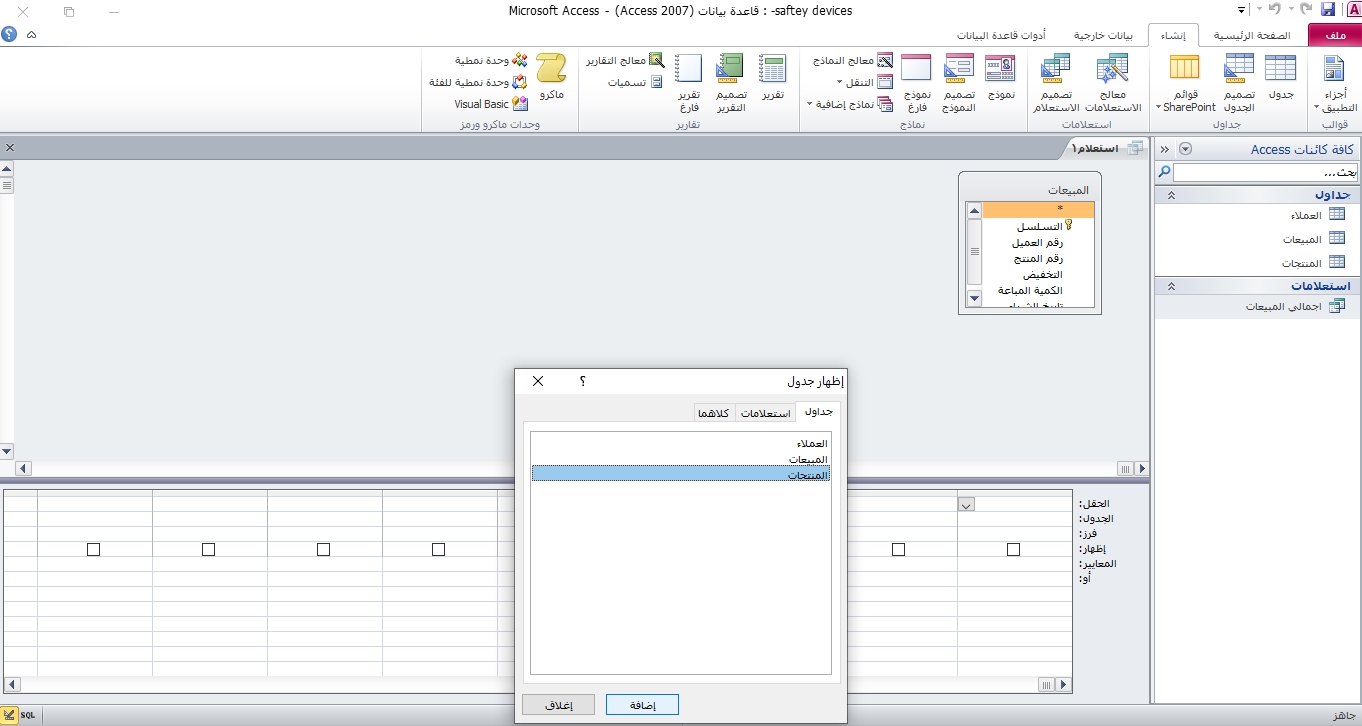 saftey devices- : قاعدة بيانات (Access 2007) - Microsoft Access
ملف
الصفحة الرئيسية
إنشاء
بيانات خارجية
أدوات قاعدة البيانات
أجزاء التطبيق
قوالب
جدول
تصميم الجدول
قوائم SharePoint
جدول
معالج الاستعلامات
تصميم الاستعلام
استعلامات
نموذج
تصميم النموذج
نموذج فارغ
معالج النماذج
التنقل
نماذج إضافية
نماذج
تقرير
تصميم التقرير
تقرير فارغ
معالج التقارير
تسميات
تقارير
ماكرو
وحدة نمطية
وحدة نمطية للفئة
Visual Basic
وحدات ماكرو ورمز
كافة كائنات Access
بحث...
جداول
العملاء
المبيعات
المنتجات
استعلامات
اجمالي المبيعات
استعلام١
المبيعات
*
التسلسل
رقم العميل
رقم المنتج
التخفيض
الكمية المباعة
تاريخ الشراء
إظهار جدول
؟
جداول
استعلامات
كلاهما
العملاء
المبيعات
المنتجات
إضافة
إغلاق
الحقل:
الجدول:
فرز:
إظهار:
المعايير:
أو:
جاهز
SQL